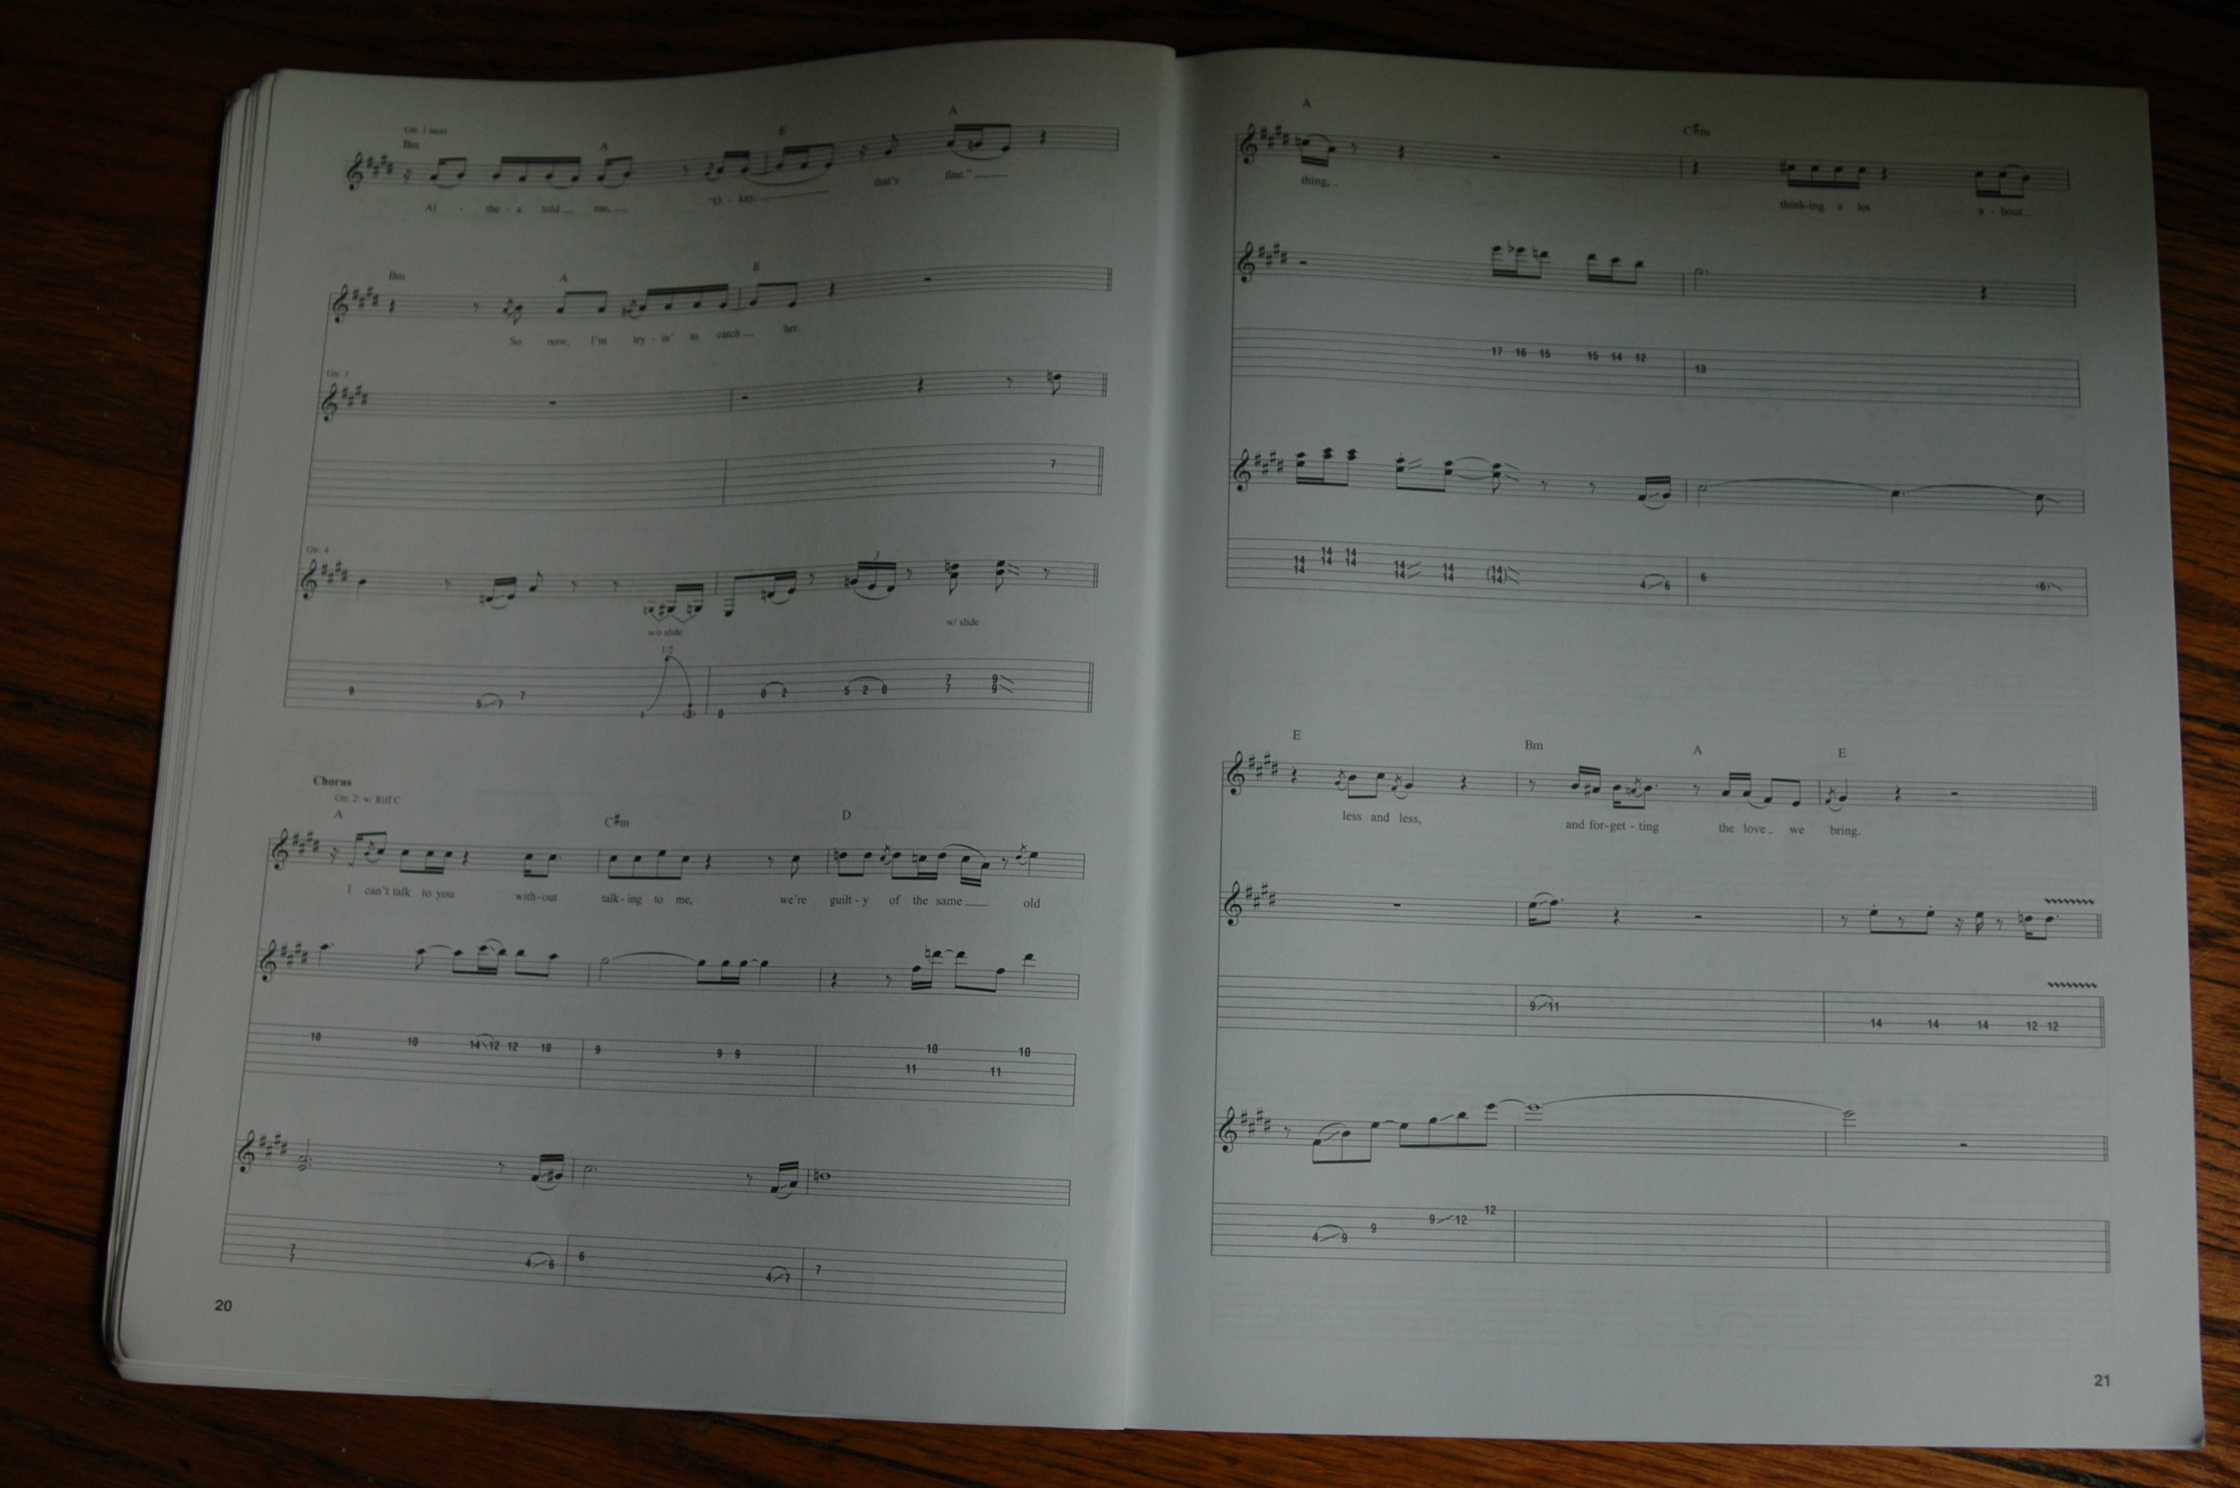 Gtr. 1 tacet
Bm A E A
Al - the - a told me, "O - kay, that's fine."
Bm A E
So now, I'm try - in' to catch her.
Gtr. 1
7
Gtr. 4
3
w/o slide w/ slide
1/2
9 5 7 7 3 (3) 0 0 2 5 2 0 7 7 9 9
Chorus
Gtr. 2: w/ Riff C
A C#m D
I can't talk to you with-out talk - ing to me, we're guilt - y of the same old
10 10 14 12 12 10 9 9 9 11 10 11 10
7 7 4 6 6 4 7 7
20
A C#m
thing, think-ing a lot a - bout
17 16 15 15 14 12 13
14 14 14 14 14 14 14 14 14 14 (14 14) 4 6 6 (6)
E Bm A E
less and less, and for-get - ting the love we bring.
9 11 14 14 14 12 12
4 9 9 9 12 12
21